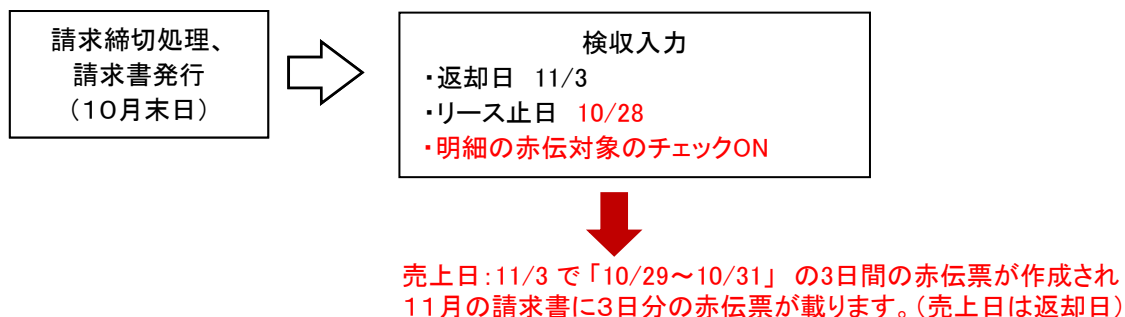 請求締切処理、
請求書発行
(10月末日)
検収入力
・返却日 11/3
・リース止日 10/28
・明細の赤伝対象のチェックON
売上日:11/3 で「10/29~10/31」 の3日間の赤伝票が作成され
11月の請求書に3日分の赤伝票が載ります。(売上日は返却日)